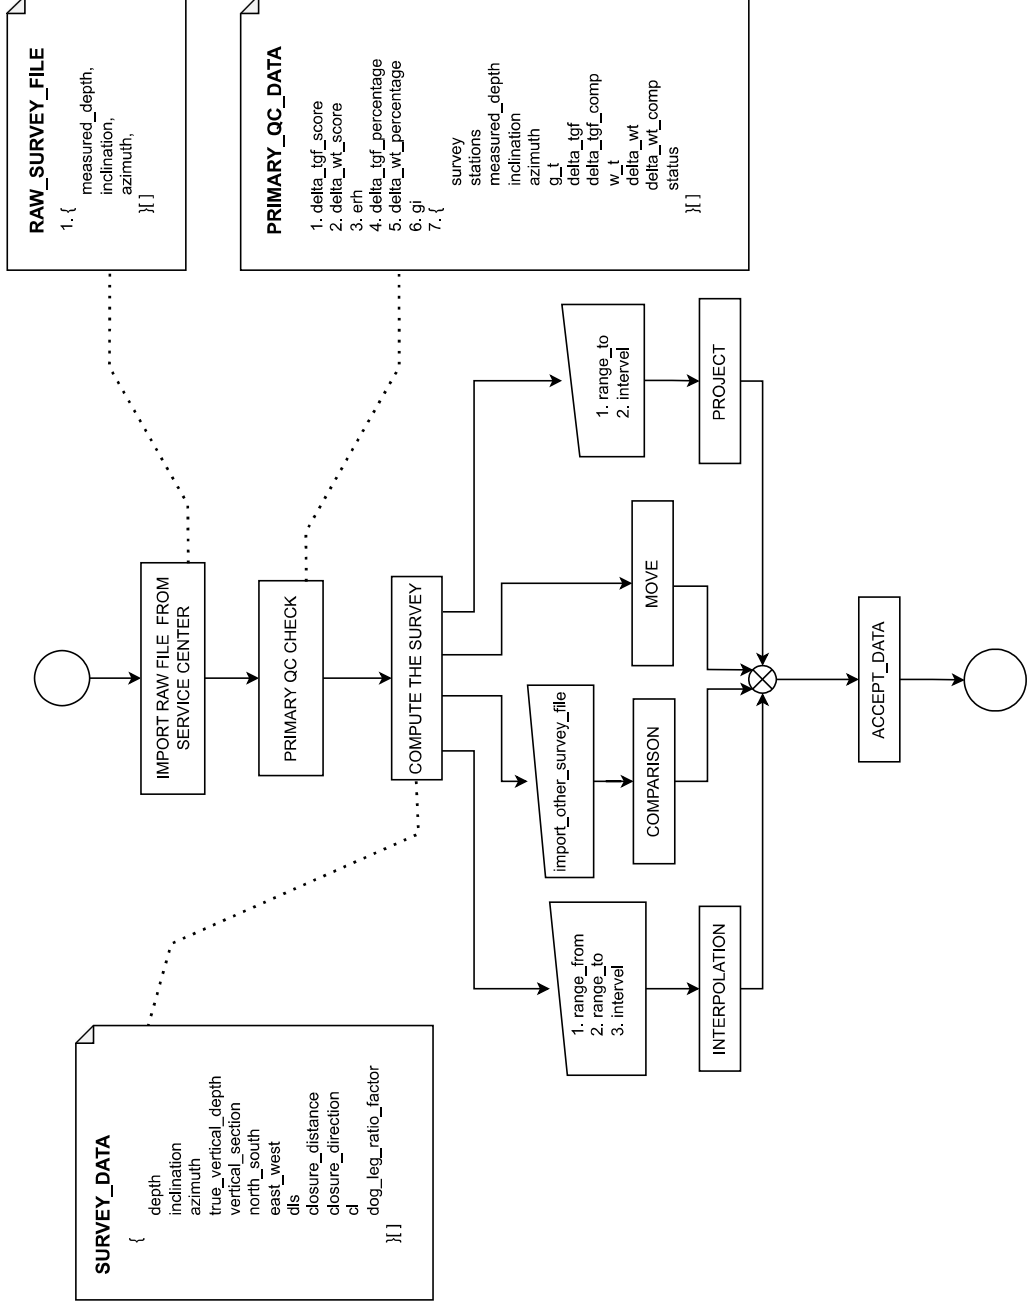 RAW_SURVEY_FILE
1. {
measured_depth,
inclination,
azimuth,
}[ ]
PRIMARY_QC_DATA
1. delta_tgf_score
2. delta_wt_score
3. erh
4. delta_tgf_percentage
5. delta_wt_percentage
6. gi
7. {
survey
stations
measured_depth
inclination
azimuth
g_t
delta_tgf
delta_tgf_comp
w_t
delta_wt
delta_wt_comp
status
}[ ]
IMPORT RAW FILE FROM
SERVICE CENTER
PRIMARY QC CHECK
COMPUTE THE SURVEY
1. range_to
2. intervel
PROJECT
MOVE
import_other_survey_file
COMPARISON
1. range_from
2. range_to
3. intervel
INTERPOLATION
ACCEPT_DATA
SURVEY_DATA
{
depth
inclination
azimuth
true_vertical_depth
vertical_section
north_south
east_west
dls
closure_distance
closure_direction
cl
dog_leg_ratio_factor
}[ ]